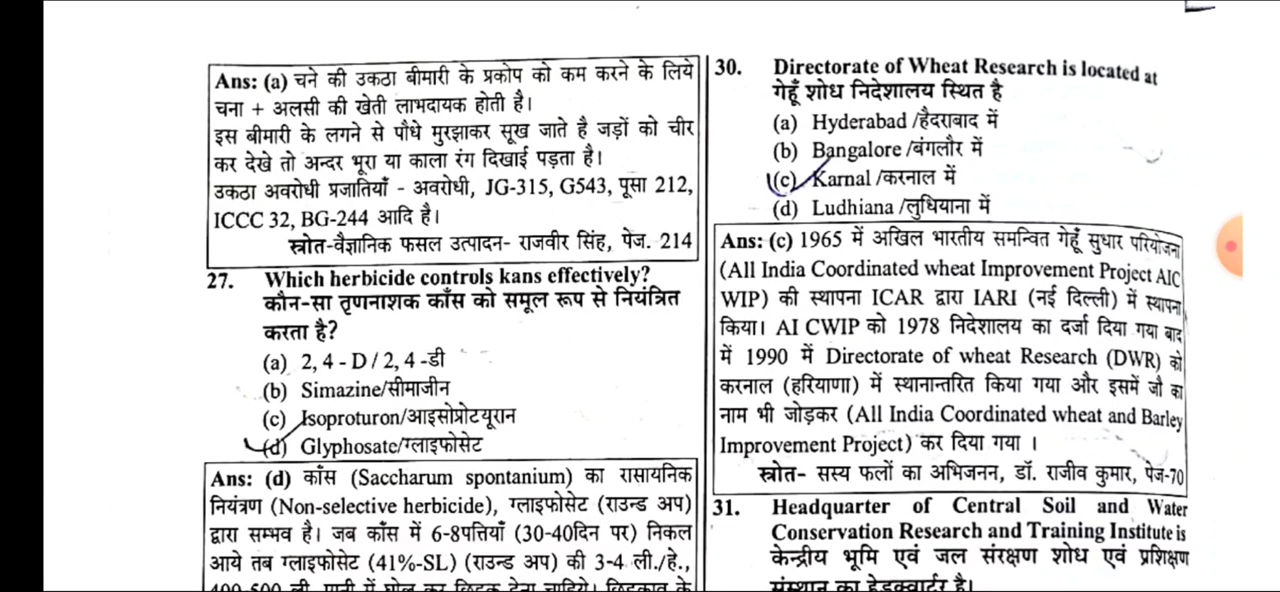 Ans: (a) चने की उकठा बीमारी के प्रकोप को कम करने के लिये
चना + अलसी की खेती लाभदायक होती है।
इस बीमारी के लगने से पौधे मुरझाकर सूख जाते है जड़ों को चीर
कर देखे तो अन्दर भूरा या काला रंग दिखाई पड़ता है।
उकठा अवरोधी प्रजातियाँ - अवरोधी, JG-315, G543, पूसा 212,
ICCC 32, BG-244 आदि है।
स्त्रोत-वैज्ञानिक फसल उत्पादन- राजवीर सिंह, पेज. 214
27. Which herbicide controls kans effectively?
कौन-सा तृणनाशक काँस को समूल रूप से नियंत्रित
करता है?
(a) 2, 4 - D / 2, 4 -डी
(b) Simazine/सीमाजीन
(c) Isoproturon/आइसोप्रोटयूरान
(d) Glyphosate/ग्लाइफोसेट
Ans: (d) काँस (Saccharum spontanium) का रासायनिक
नियंत्रण (Non-selective herbicide), ग्लाइफोसेट (राउन्ड अप)
द्वारा सम्भव है। जब काँस में 6-8पत्तियाँ (30-40दिन पर) निकल
आये तब ग्लाइफोसेट (41%-SL) (राउन्ड अप) की 3-4 ली./हे.,
400-500 ली. पानी में घोल कर छिड़क देना चाहिये। छिड़काव के
30. Directorate of Wheat Research is located at
गेहूँ शोध निदेशालय स्थित है
(a) Hyderabad /हैदराबाद में
(b) Bangalore /बंगलौर में
(c) Karnal /करनाल में
(d) Ludhiana /लुधियाना में
Ans: (c) 1965 में अखिल भारतीय समन्वित गेहूँ सुधार परियोजना
(All India Coordinated wheat Improvement Project AIC
WIP) की स्थापना ICAR द्वारा IARI (नई दिल्ली) में स्थापना
किया। AI CWIP को 1978 निदेशालय का दर्जा दिया गया बाद
में 1990 में Directorate of wheat Research (DWR) को
करनाल (हरियाणा) में स्थानान्तरित किया गया और इसमें जौ का
नाम भी जोड़कर (All India Coordinated wheat and Barley
Improvement Project) कर दिया गया ।
स्त्रोत- सस्य फलों का अभिजनन, डॉ. राजीव कुमार, पेज-70
31. Headquarter of Central Soil and Water
Conservation Research and Training Institute is
केन्द्रीय भूमि एवं जल संरक्षण शोध एवं प्रशिक्षण
संस्थान का हेडक्वार्टर है।